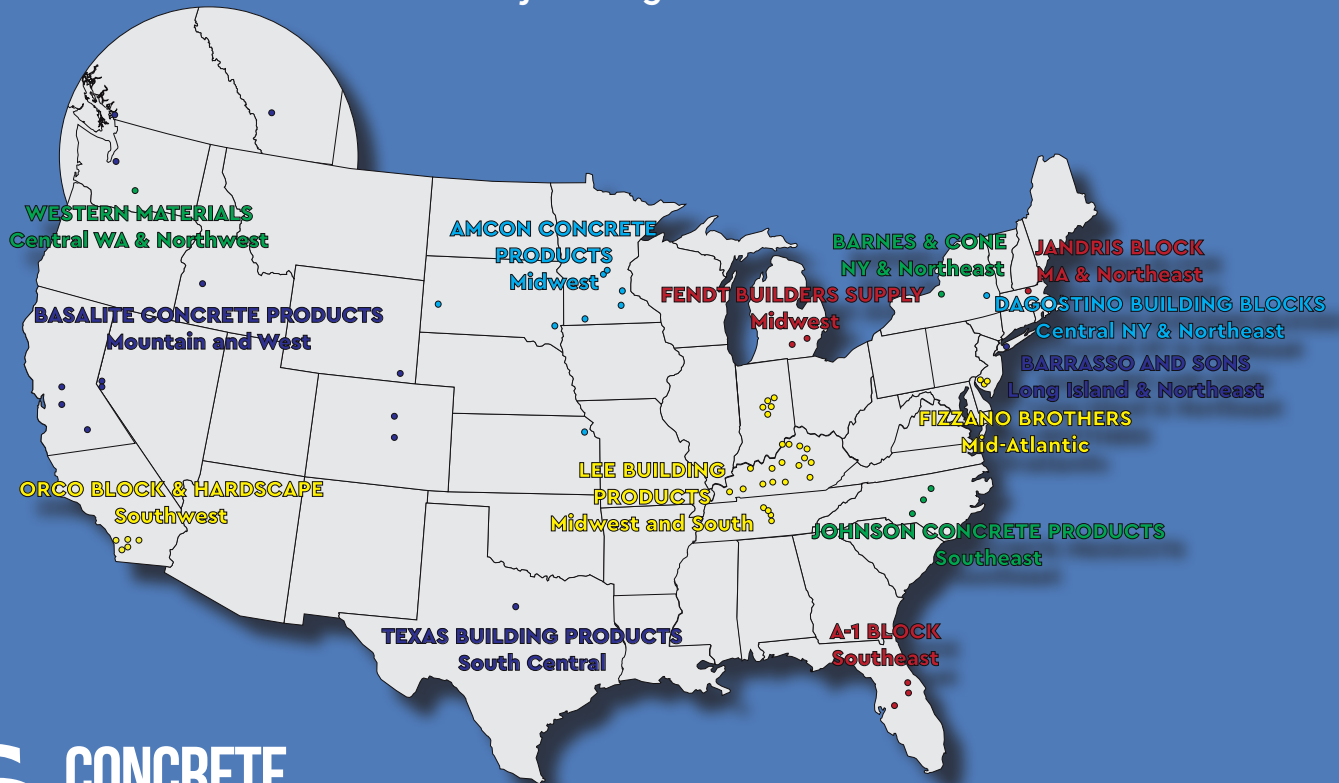 WESTERN MATERIALS
Central WA & Northwest
AMCON CONCRETE
PRODUCTS
Midwest
BARNES & CONE
NY & Northeast
JANDRIS BLOCK
MA & Northeast
FENDT BUILDERS SUPPLY
Midwest
DAGOSTINO BUILDING BLOCKS
Central NY & Northeast
BASALITE CONCRETE PRODUCTS
Mountain and West
BARRASSO AND SONS
Long Island & Northeast
FIZZANO BROTHERS
Mid-Atlantic
LEE BUILDING
PRODUCTS
Midwest and South
ORCO BLOCK & HARDSCAPE
Southwest
JOHNSON CONCRETE PRODUCTS
Southeast
TEXAS BUILDING PRODUCTS
South Central
A-1 BLOCK
Southeast
CONCRETE